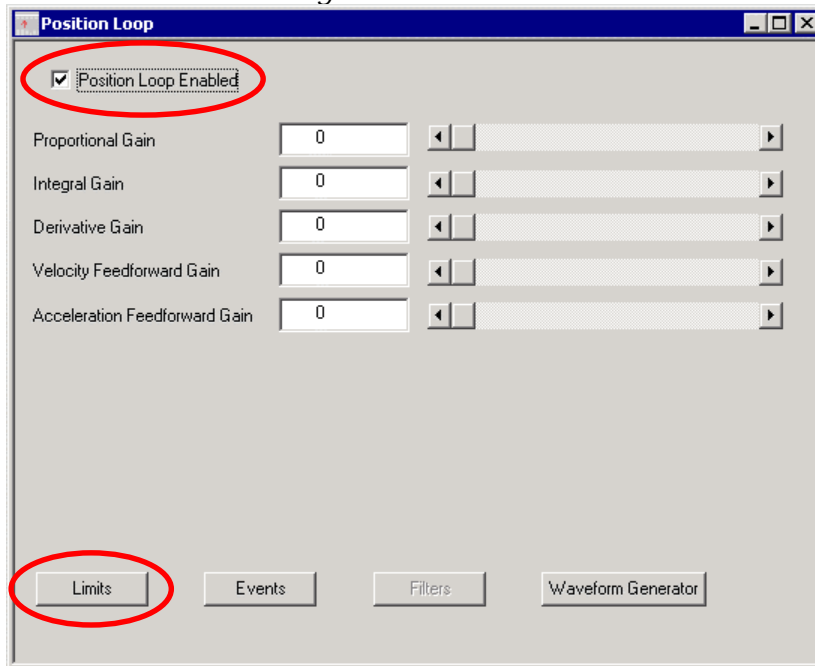 Position Loop
Position Loop Enabled
Proportional Gain 0
Integral Gain 0
Derivative Gain 0
Velocity Feedforward Gain 0
Acceleration Feedforward Gain 0
Limits Events Filters Waveform Generator